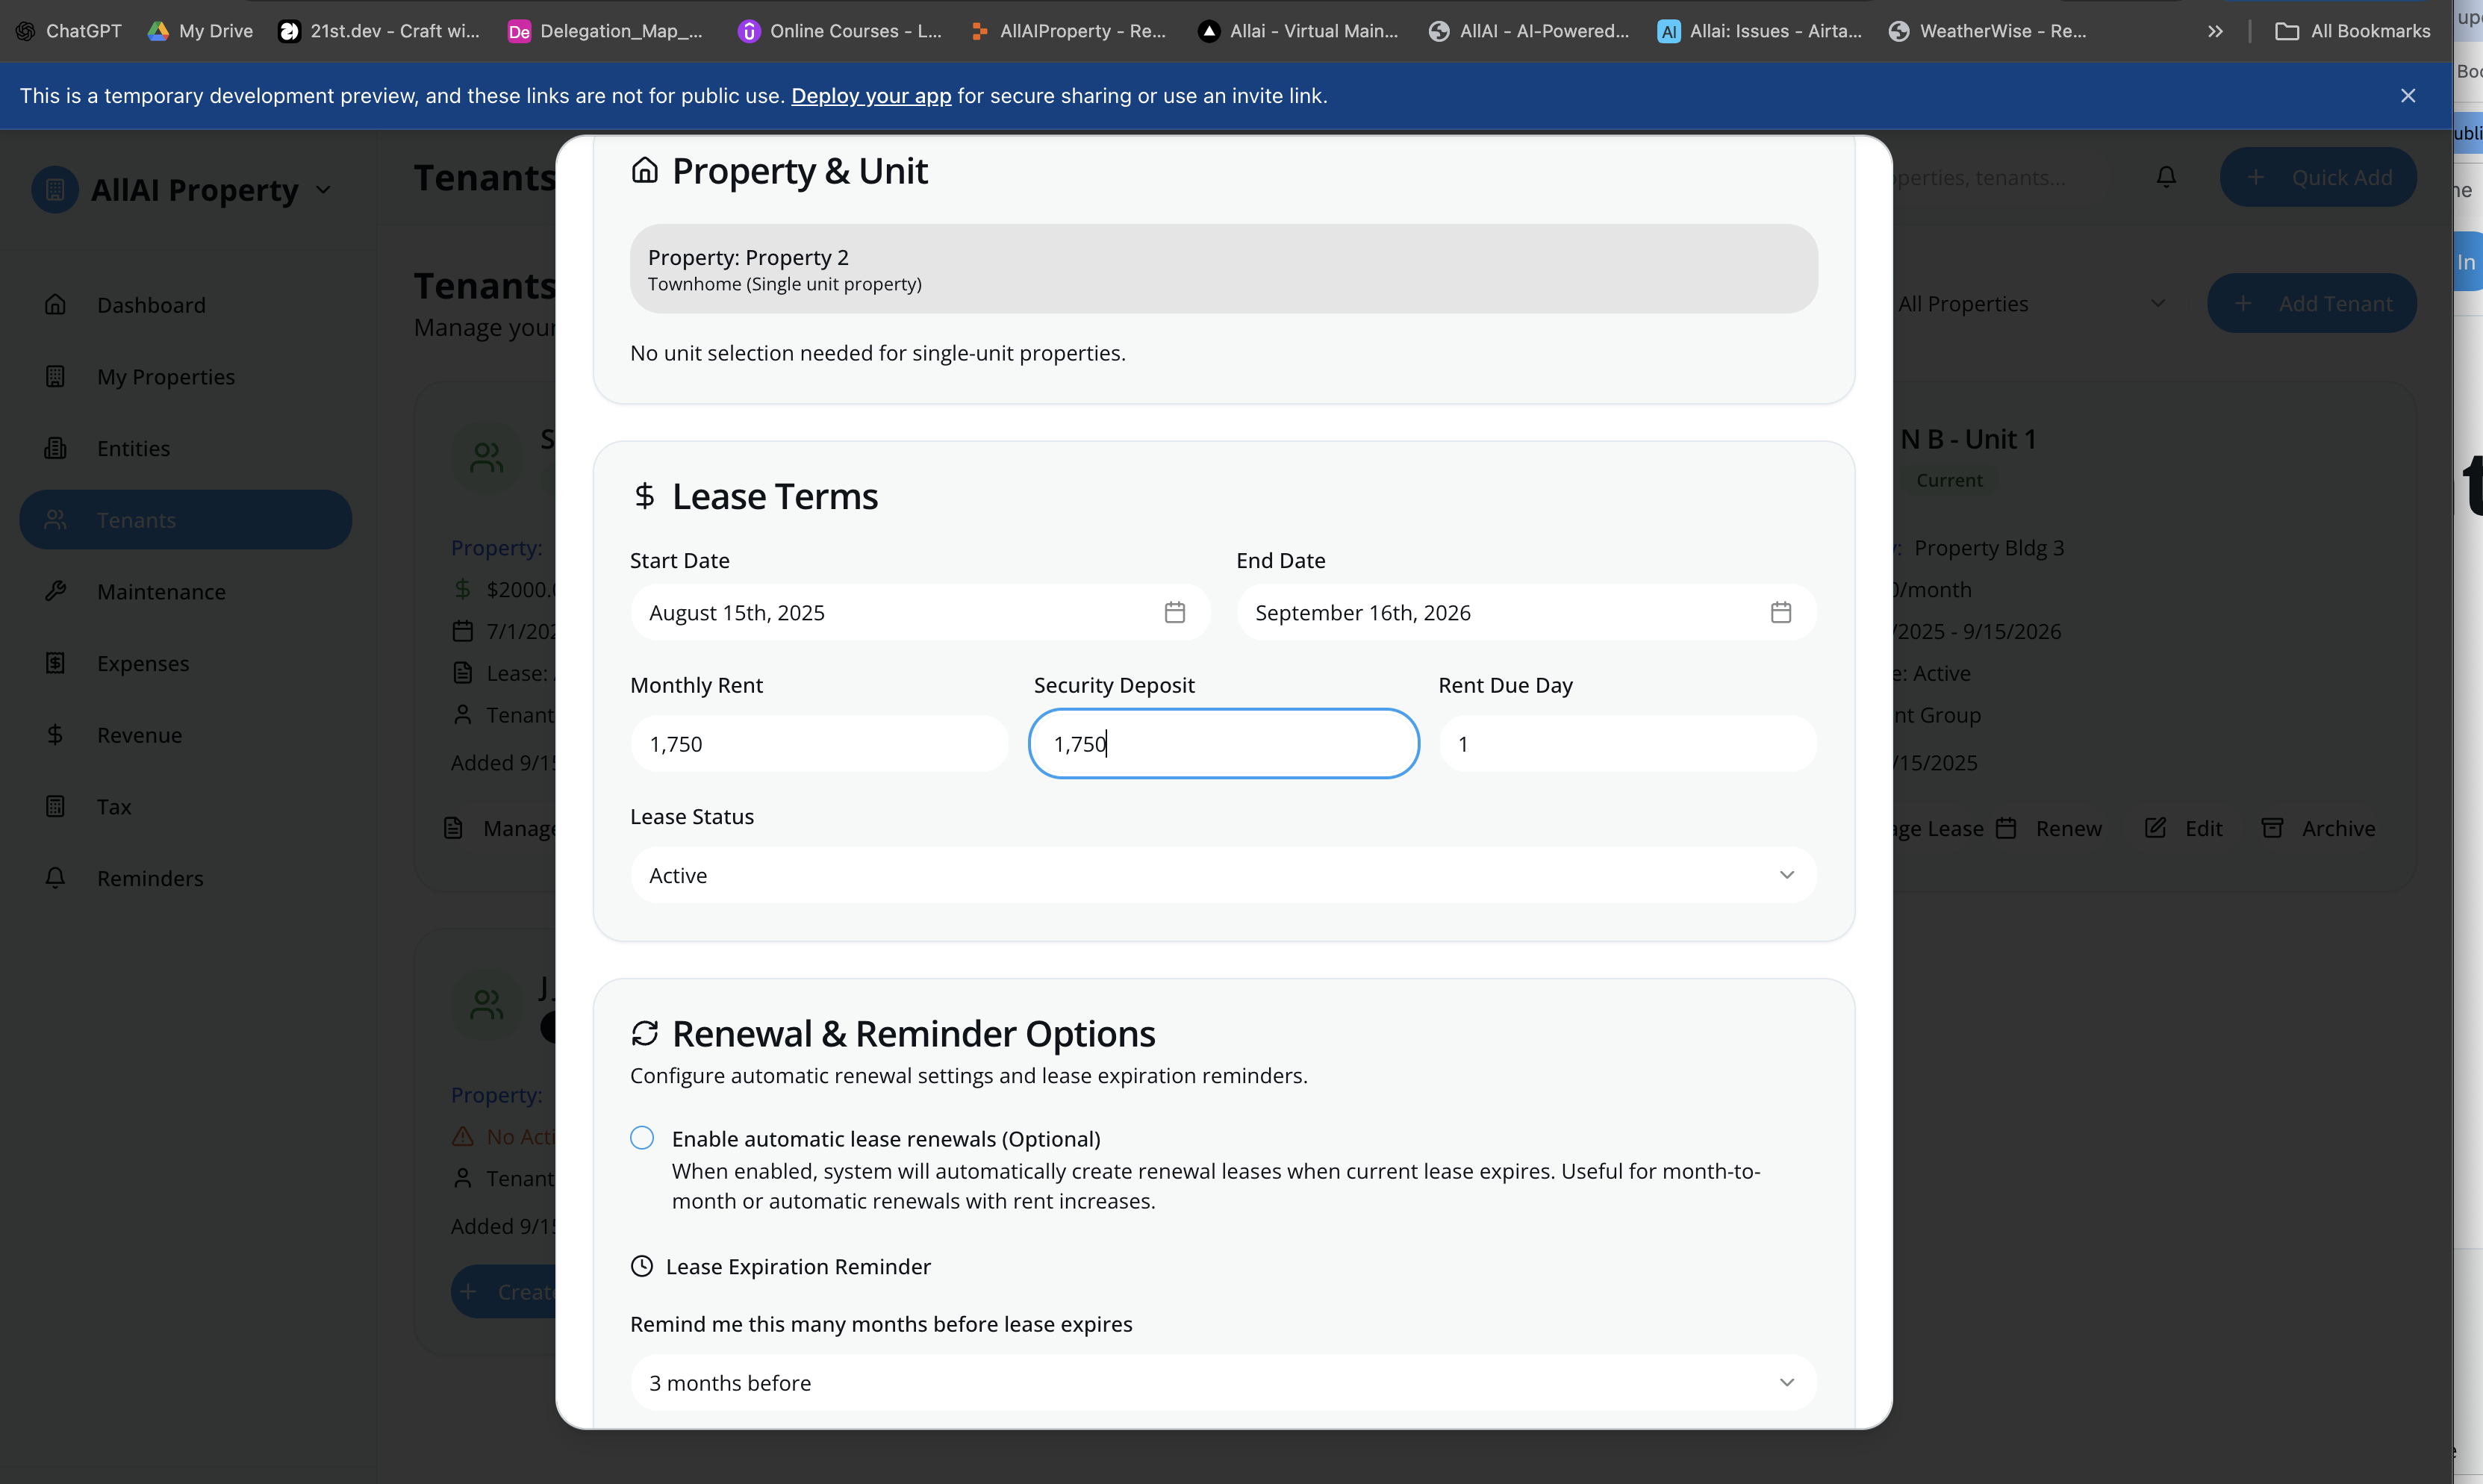 ChatGPT
My Drive
21st.dev - Craft wi...
Delegation_Map_...
Online Courses - L...
AllAIProperty - Re...
Allai - Virtual Main...
AllAI - AI-Powered...
Allai: Issues - Airta...
WeatherWise - Re...
All Bookmarks
This is a temporary development preview, and these links are not for public use. Deploy your app for secure sharing or use an invite link.
AllAI Property
Dashboard
My Properties
Entities
Tenants
Maintenance
Expenses
Revenue
Tax
Reminders
Tenants
operties, tenants...
Quick Add
Tenants
Manage your
All Properties
Add Tenant
Property:
$2000.0
7/1/202
Lease:
Tenant
Added 9/15
Manage
Property:
No Acti
Tenant
Added 9/15
Create
Property & Unit
Property: Property 2
Townhome (Single unit property)
No unit selection needed for single-unit properties.
Lease Terms
Start Date
End Date
August 15th, 2025
September 16th, 2026
Monthly Rent
Security Deposit
Rent Due Day
1,750
1,750
1
Lease Status
Active
Renewal & Reminder Options
Configure automatic renewal settings and lease expiration reminders.
Enable automatic lease renewals (Optional)
When enabled, system will automatically create renewal leases when current lease expires. Useful for month-to-
month or automatic renewals with rent increases.
Lease Expiration Reminder
Remind me this many months before lease expires
3 months before
N B - Unit 1
Current
Property Bldg 3
0/month
/2025 - 9/15/2026
e: Active
nt Group
/15/2025
age Lease
Renew
Edit
Archive